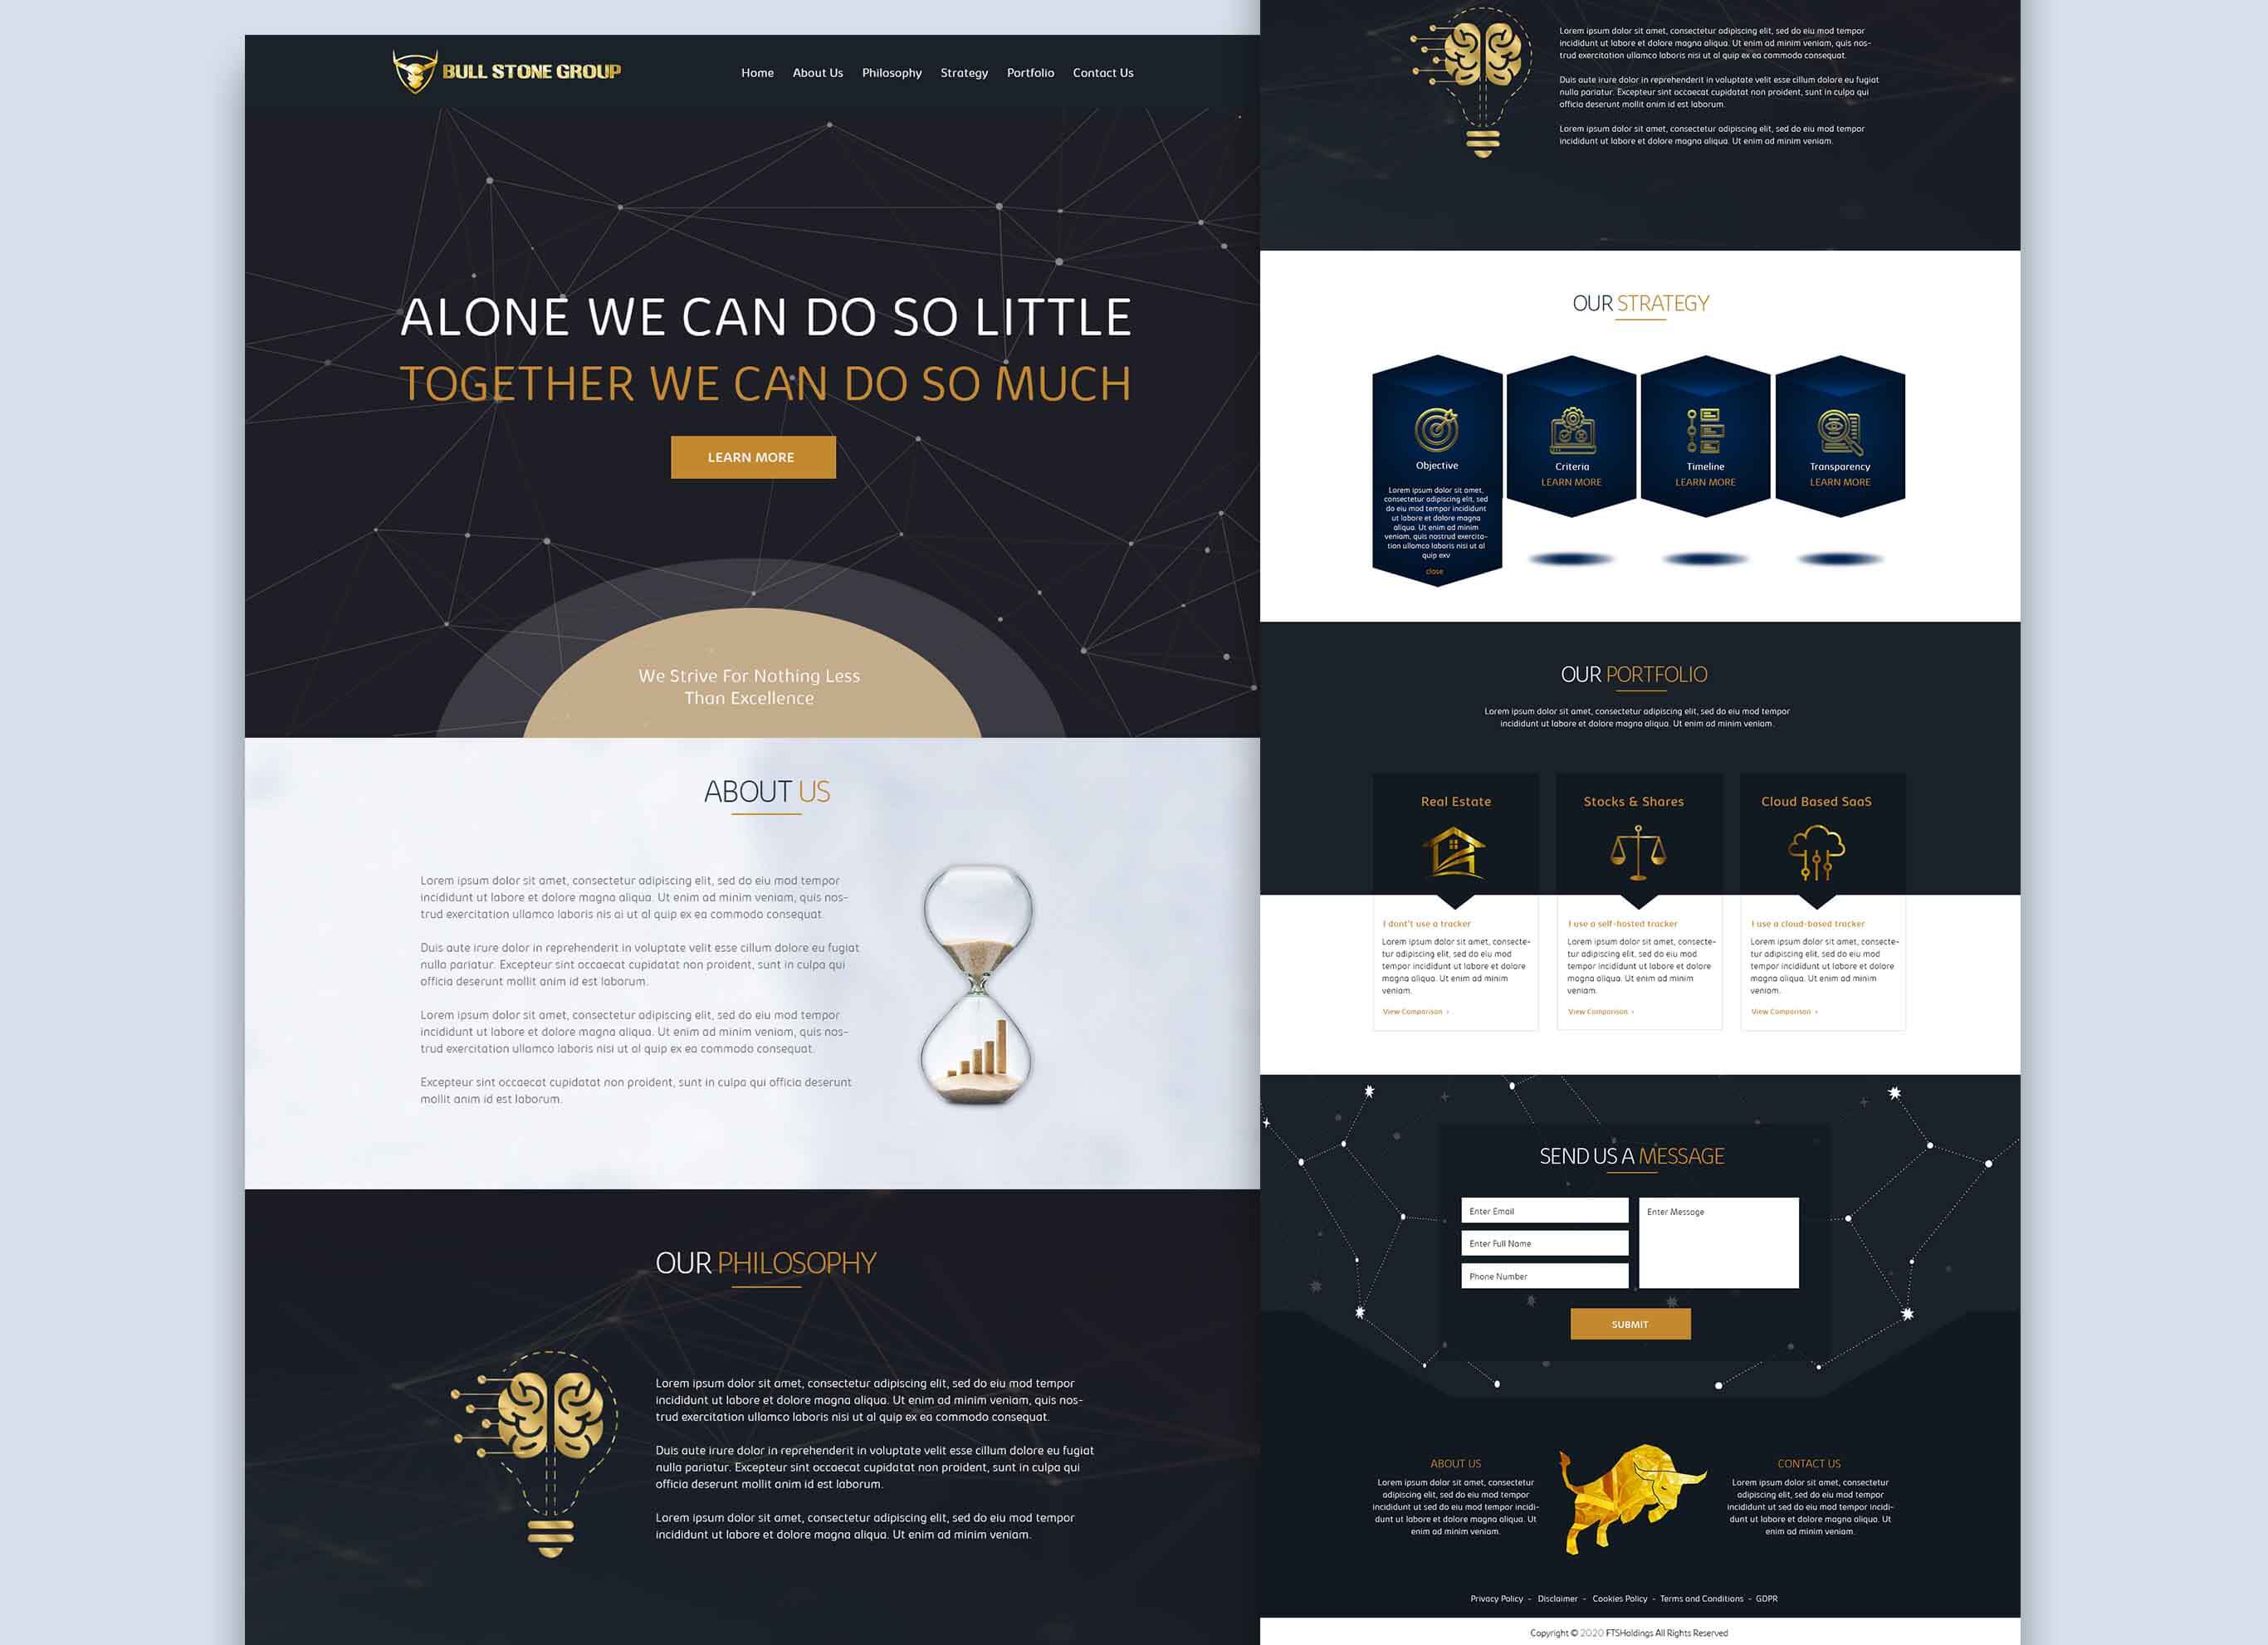 BULL STONE GROUP
Home About Us Philosophy Strategy Portfolio Contact Us
ALONE WE CAN DO SO LITTLE
TOGETHER WE CAN DO SO MUCH
LEARN MORE
We Strive For Nothing Less
Than Excellence
ABOUT US
Lorem ipsum dolor sit amet, consectetur adipiscing elit, sed do eiu mod tempor
incididunt ut labore et dolore magna aliqua. Ut enim ad minim veniam, quis nos-
trud exercitation ullamco laboris nis ai ut al quip ex ea commodo consequat.
Duis aute irure dolor in reprehenderit in voluptate velit esse cillum dolore eu fugiat
nulla pariatur. Excepteur sint occaecat cupidatat non proident, sunt in culpa qui
officia deserunt mollit anim id est laborum.
Lorem ipsum dolor sit amet, consectetur adipiscing elit, sed do eiu mod tempor
incididunt ut labore et dolore magna aliqua. Ut enim ad minim veniam, quis nos-
trud exercitation ullamco laboris nisi ut al quip ex ea commodo consequat.
Excepteur sint occaecat cupidatat non proident, sunt in culpa qui officia deserunt
mollit anim id est laborum.
OUR PHILOSOPHY
Lorem ipsum dolor sit amet, consectetur adipiscing elit, sed do eiu mod tempor
incididunt ut labore et dolore magna aliqua. Ut enim ad minim veniam, quis nos-
trud exercitation ullamco laboris nisi ut al quip ex ea commodo consequat.
Duis aute irure dolor in reprehenderit in voluptate velit esse cillum dolore eu fugiat
nulla pariatur. Excepteur sint occaecat cupidatat non proident, sunt in culpa qui
officia deserunt mollit anim id est laborum.
Lorem ipsum dolor sit amet, consectetur adipiscing elit, sed do eiu mod tempor
incididunt ut labore et dolore magna aliqua. Ut enim ad minim veniam.
Lorem ipsum dolor sit amet, consectetur adipiscing elit, sed do eiu mod tempor
incididunt ut labore et dolore magna aliqua. Ut enim ad minim veniam, quis nos-
trud exercitation ullamco laboris nisi ut al quip ex ea commodo consequat.
Duis aute irure dolor in reprehenderit in voluptate velit esse cillum dolore eu fugiat
nulla pariatur. Excepteur sint occaecat cupidatat non proident, sunt in culpa qui
officia deserunt mollit anim id est laborum.
Lorem ipsum dolor sit amet, consectetur adipiscing elit, sed do eiu mod tempor
incididunt ut labore et dolore magna aliqua. Ut enim ad minim veniam.
OUR STRATEGY
Objective
Lorem ipsum dolor sit amet,
consectetur adipiscing elit, sed
do eiu mod tempor incididunt
ut labore et dolore magna
aliqua. Ut enim ad minim
veniam, quis nostrud exercita-
tion ullamco laboris nisi ut al
quip exv
close
Criteria
LEARN MORE
Timeline
LEARN MORE
Transparency
LEARN MORE
OUR PORTFOLIO
Lorem ipsum dolor sit amet, consectetur adipiscing elit, sed do eiu mod tempor
incididunt ut labore et dolore magna aliqua. Ut enim ad minim veniam.
Real Estate
I dont't use a tracker
Lorem ipsum dolor sit amet, consecte-
tur adipiscing elit, sed do eiu mod
tempor incididunt ut labore et dolore
magna aliqua. Ut enim ad minim
veniam.
View Comparison ›
Stocks & Shares
I use a self-hosted tracker
Lorem ipsum dolor sit amet, consecte-
tur adipiscing elit, sed do eiu mod
tempor incididunt ut labore et dolore
magna aliqua. Ut enim ad minim
veniam.
View Comparison ›
Cloud Based SaaS
I use a cloud-based tracker
Lorem ipsum dolor sit amet, consecte-
tur adipiscing elit, sed do eiu mod
tempor incididunt ut labore et dolore
magna aliqua. Ut enim ad minim
veniam.
View Comparison ›
SEND US A MESSAGE
Enter Email
Enter Full Name
Phone Number
Enter Message
SUBMIT
ABOUT US
Lorem ipsum dolor sit amet, consectetur
adipiscing elit, sed do eiu mod tempor
incididunt ut sed do eiu mod tempor incidi-
dunt ut labore et dolore magna aliqua. Ut
enim ad minim veniam.
CONTACT US
Lorem ipsum dolor sit amet, consectetur
adipiscing elit, sed do eiu mod tempor
incididunt ut sed do eiu mod tempor incidi-
dunt ut labore et dolore magna aliqua. Ut
enim ad minim veniam.
Privacy Policy - Disclaimer - Cookies Policy - Terms and Conditions - GDPR
Copyright © 2020 FTSHoldings All Rights Reserved